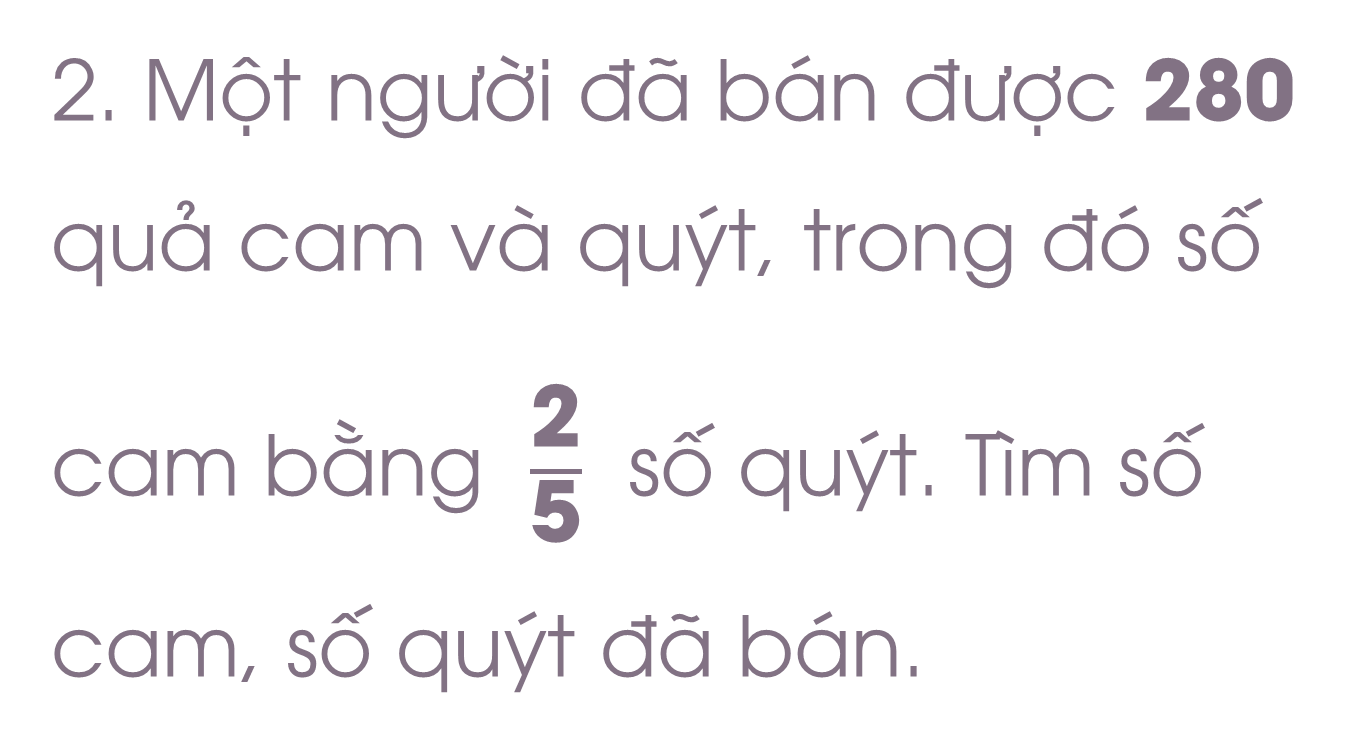 2. Một người đã bán được 280
quả cam và quýt, trong đó số
cam bằng 2/5 số quýt. Tìm số
cam, số quýt đã bán.